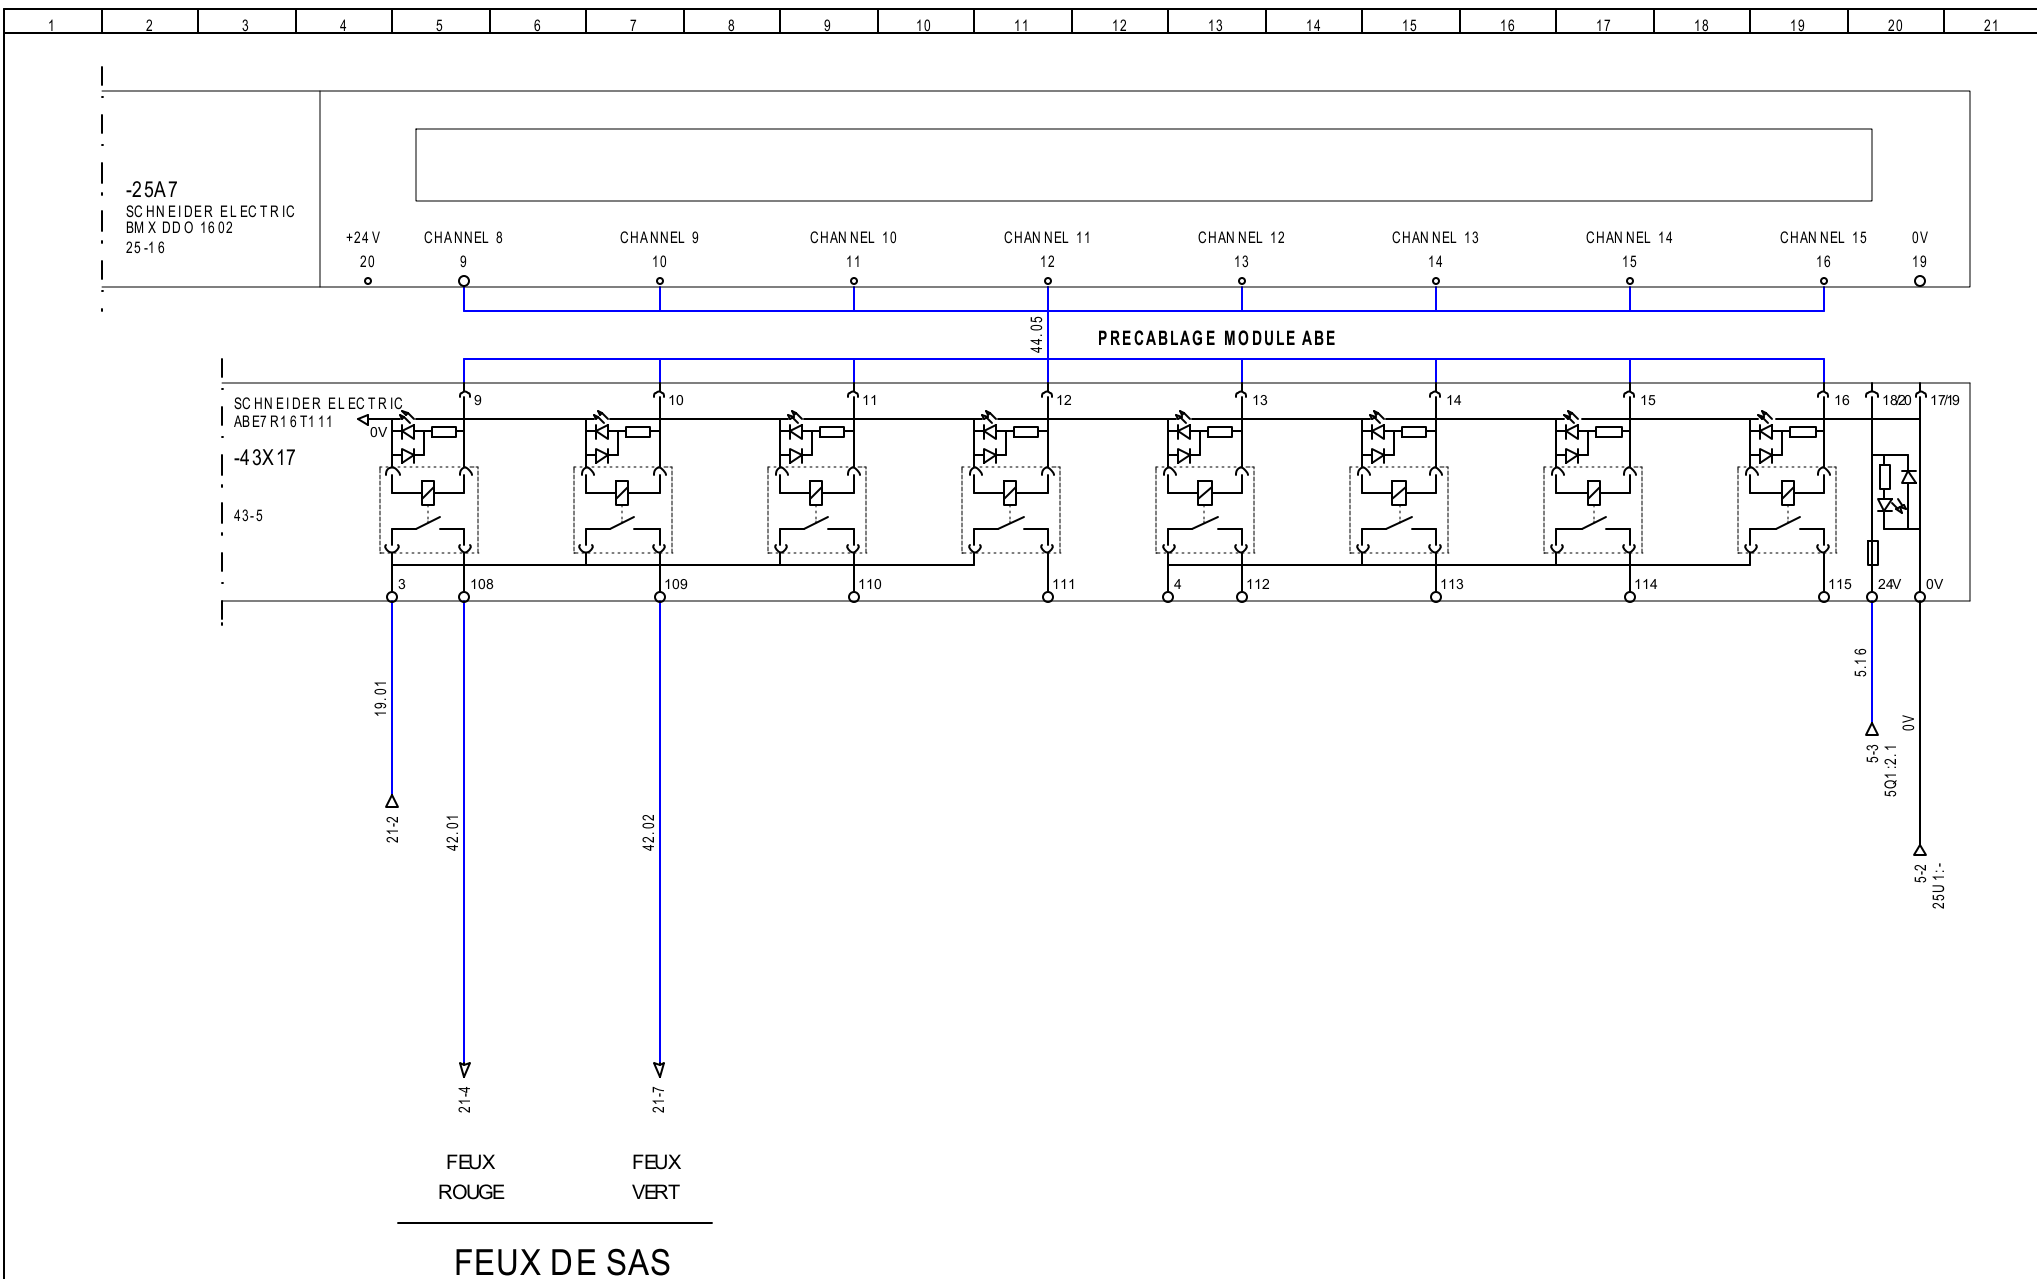 1 2 3 4 5 6 7 8 9 10 11 12 13 14 15 16 17 18 19 20 21
-25A7
SCHNEIDER ELECTRIC
BMX DDO 1602
25-16
+24V CHANNEL 8 CHANNEL 9 CHANNEL 10 CHANNEL 11 CHANNEL 12 CHANNEL 13 CHANNEL 14 CHANNEL 15 0V
20 9 10 11 12 13 14 15 16 19
44.05
PRECABLAGE MODULE ABE
SCHNEIDER ELECTRIC
ABE7R16T111
0V
-43X17
43-5
9 10 11 12 13 14 15 16 18/20 17/19
3 108 109 110 111 4 112 113 114 115 24V 0V
19.01
21-2
42.01
42.02
5.16
5-3
5Q1:2.1
0V
5-2
25U1:-
21-4
21-7
FEUX
ROUGE
FEUX
VERT
FEUX DE SAS